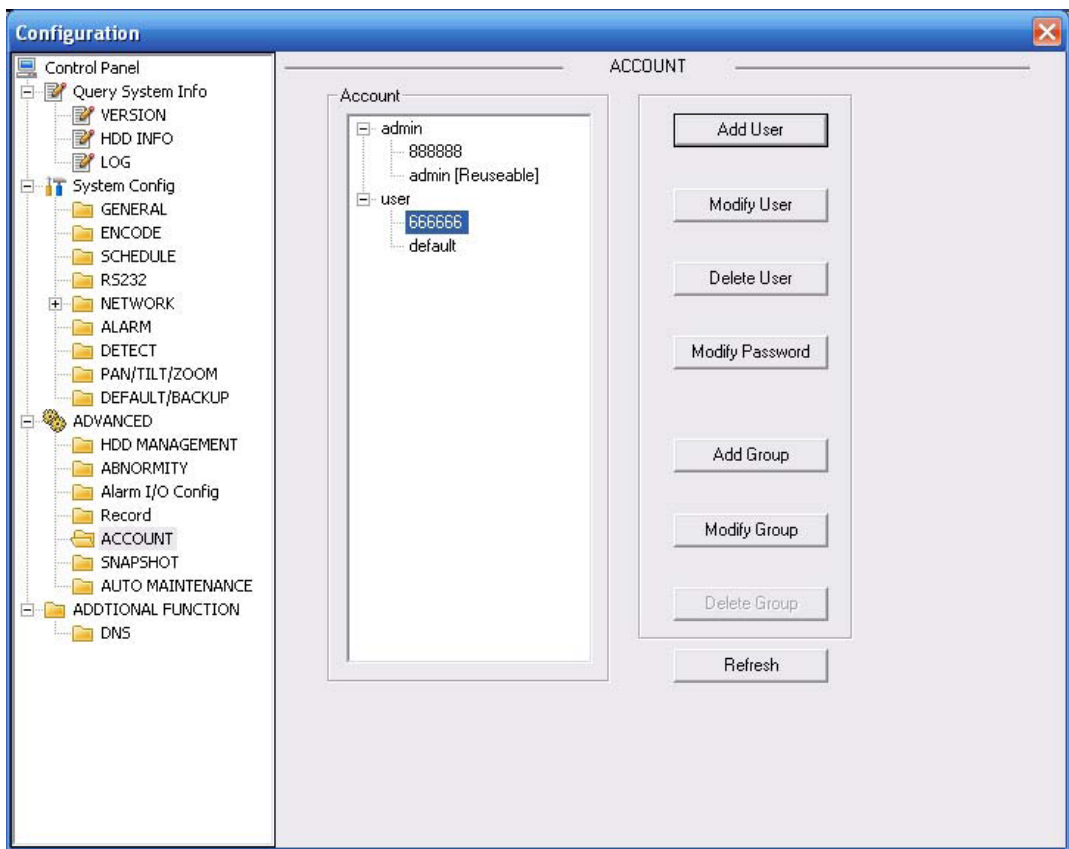 Configuration
Control Panel
Query System Info
VERSION
HDD INFO
LOG
System Config
GENERAL
ENCODE
SCHEDULE
RS232
NETWORK
ALARM
DETECT
PAN/TILT/ZOOM
DEFAULT/BACKUP
ADVANCED
HDD MANAGEMENT
ABNORMITY
Alarm I/O Config
Record
ACCOUNT
SNAPSHOT
AUTO MAINTENANCE
ADDTIONAL FUNCTION
DNS
ACCOUNT
Account
admin
888888
admin [Reuseable]
user
666666
default
Add User
Modify User
Delete User
Modify Password
Add Group
Modify Group
Delete Group
Refresh